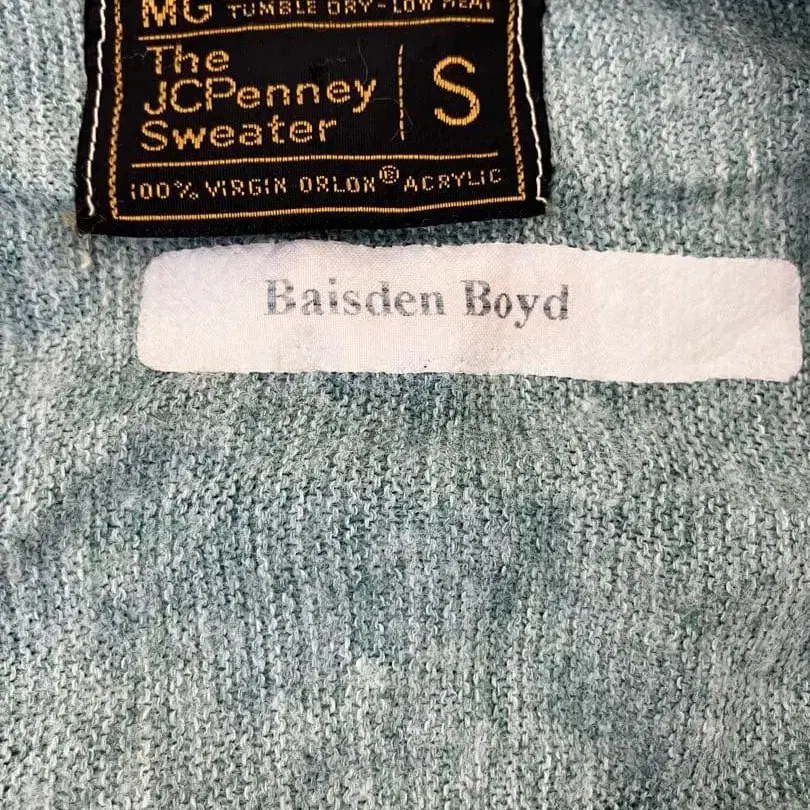 MG TUMBLE DRY-LOW HEAT
The
JCPenney
Sweater
S
100% VIRGIN ORLON® ACRYLIC
Baisden Boyd